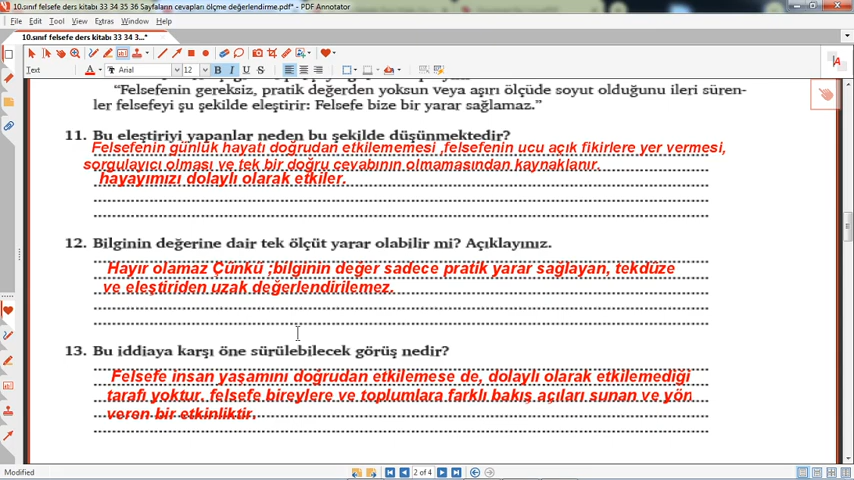 10.sınıf felsefe ders kitabı 33 34 35 36 Sayfaların cevapları ölçme değerlendirme.pdf* - PDF Annotator
File Edit Tool View Extras Window Help
10.sınıf felsefe ders kitabı 33 34 3...*
Text A Arial 12 B I U S
“Felsefenin gereksiz, pratik değerden yoksun veya aşırı ölçüde soyut olduğunu ileri süren-
ler felsefeyi şu şekilde eleştirir: Felsefe bize bir yarar sağlamaz.”
11. Bu eleştiriyi yapanlar neden bu şekilde düşünmektedir?
Felsefenin günlük hayatı doğrudan etkilememesi ,felsefenin ucu açık fikirlere yer vermesi,
sorgulayıcı olması ve tek bir doğru cevabının olmamasından kaynaklanır.
hayayımızı dolaylı olarak etkiler.
12. Bilginin değerine dair tek ölçüt yarar olabilir mi? Açıklayınız.
Hayır olamaz Çünkü ;bilginin değer sadece pratik yarar sağlayan, tekdüze
ve eleştiriden uzak değerlendirilemez.
13. Bu iddiaya karşı öne sürülebilecek görüş nedir?
Felsefe insan yaşamını doğrudan etkilemese de, dolaylı olarak etkilemediği
tarafı yoktur. felsefe bireylere ve toplumlara farklı bakış açıları sunan ve yön
veren bir etkinliktir.
2 of 4
Modified